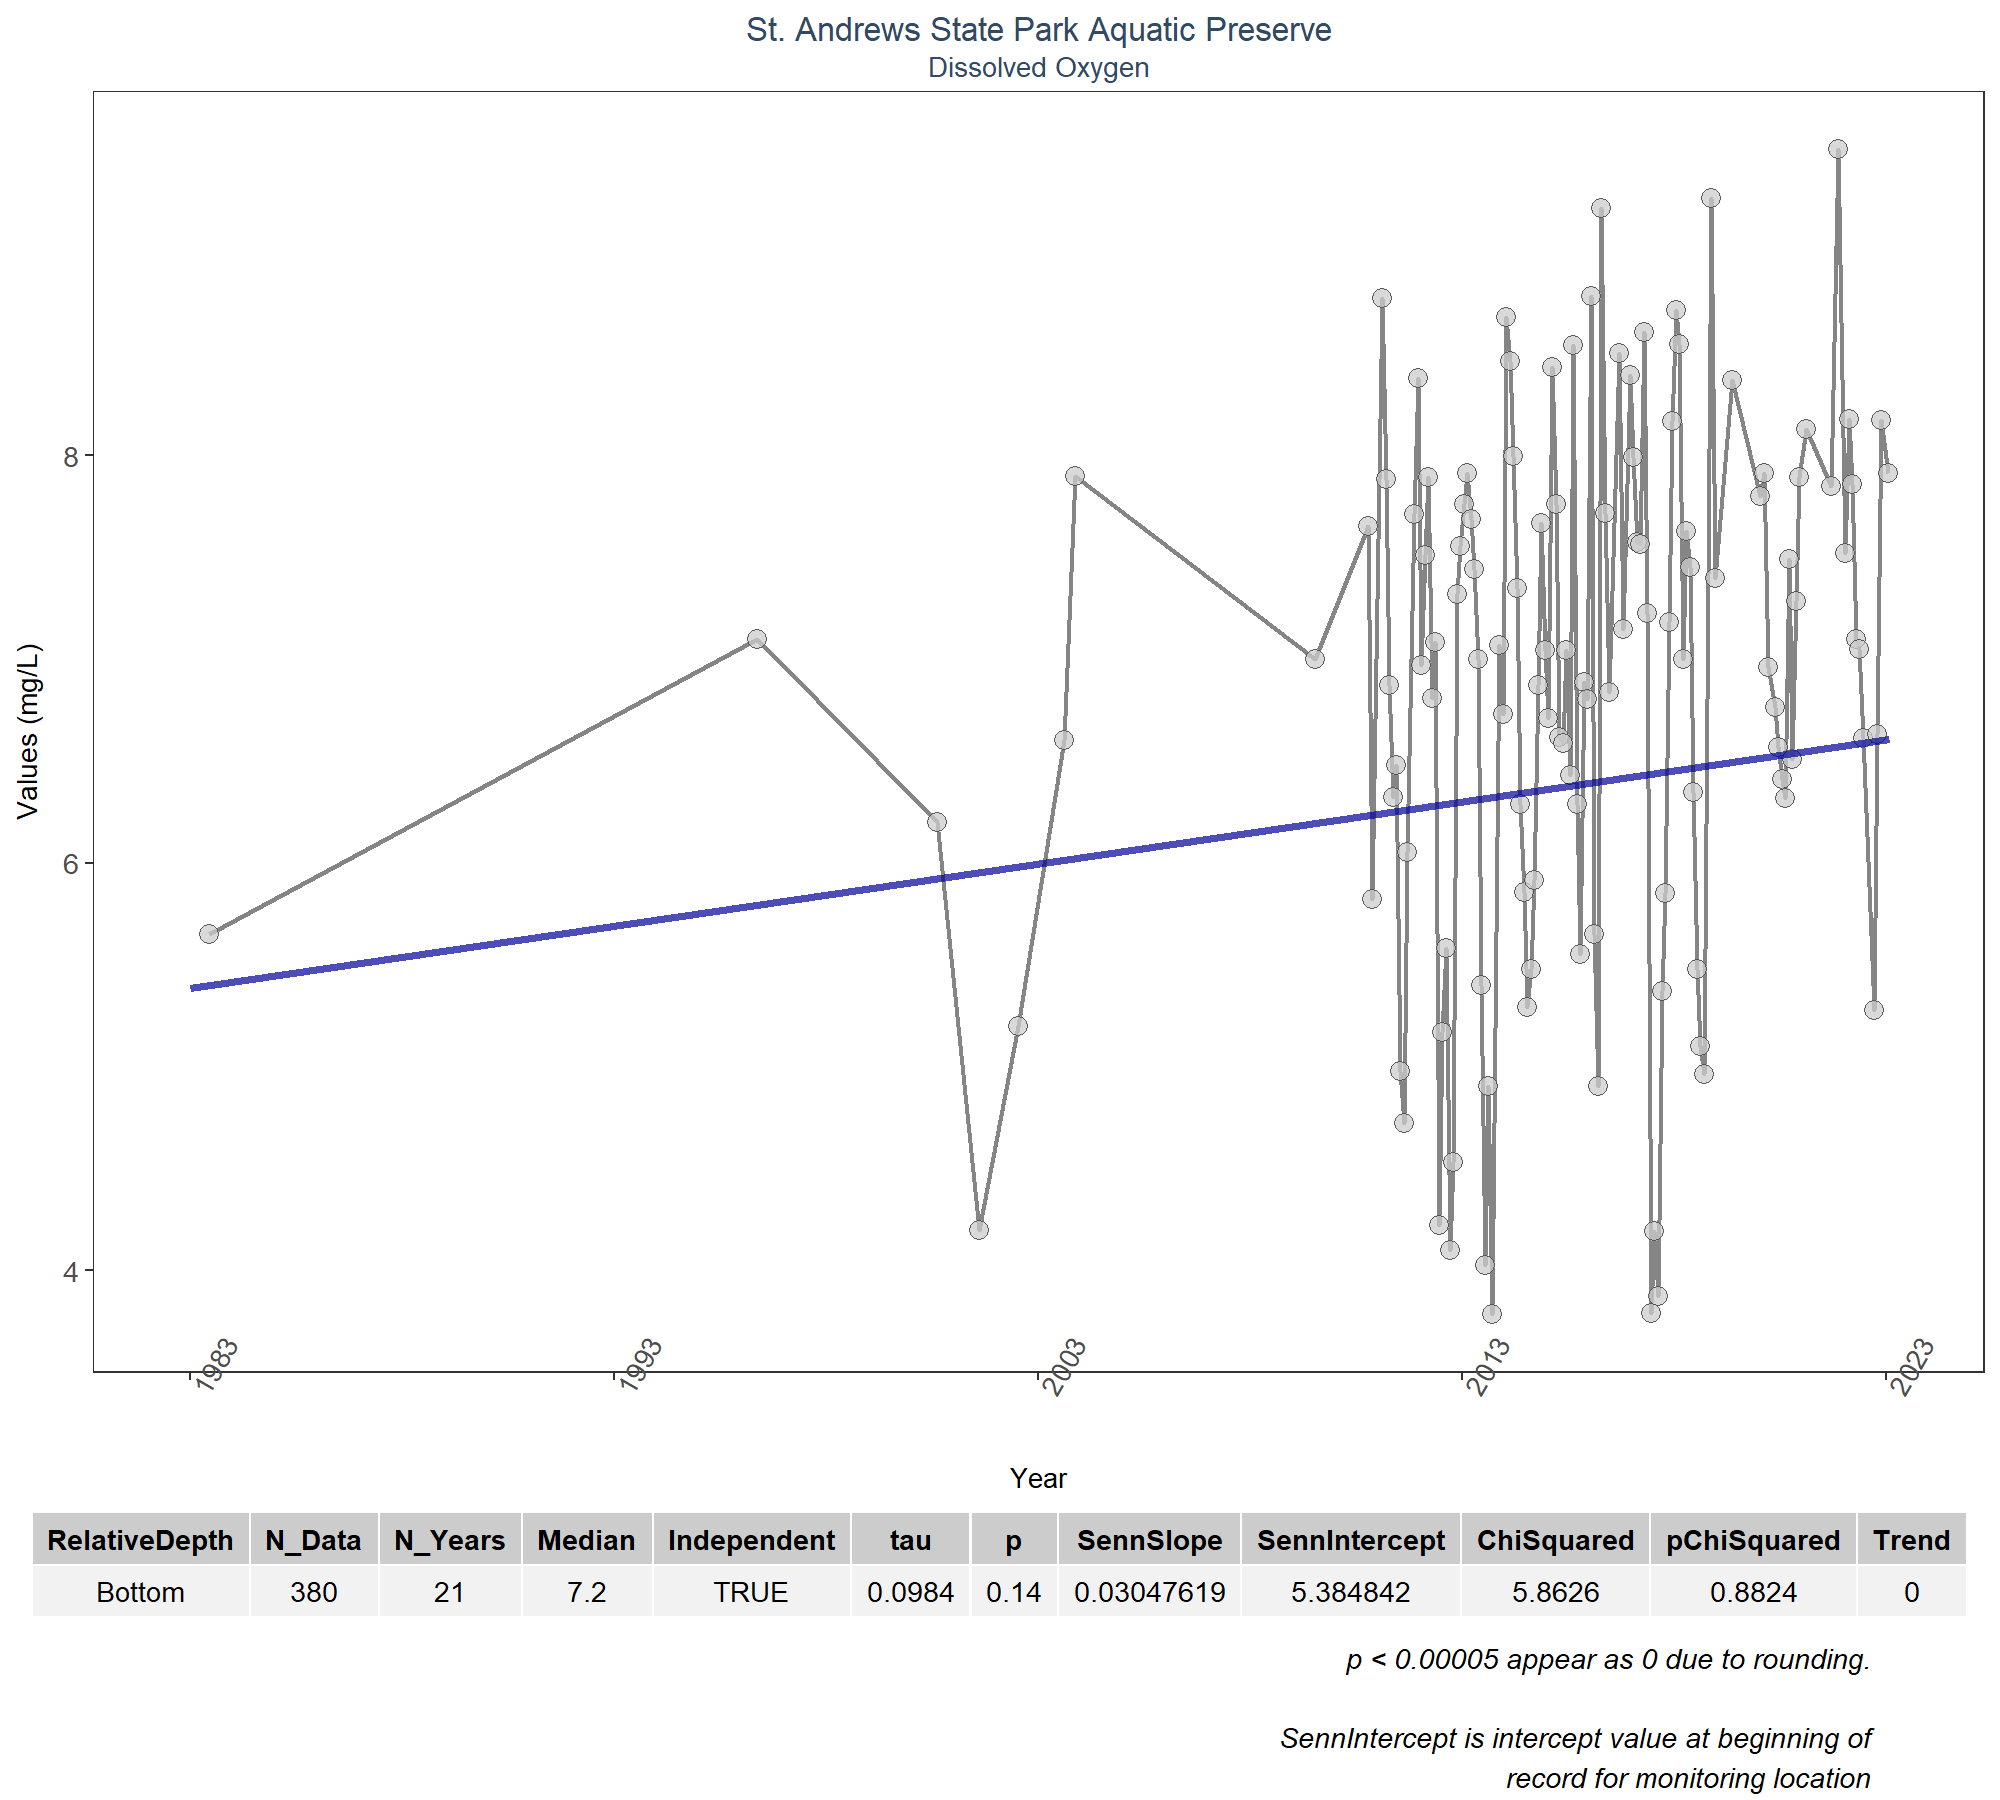 St. Andrews State Park Aquatic Preserve
Dissolved Oxygen
Values (mg/L)
8
6
4
1983
1993
2003
2013
2023
Year
RelativeDepth N_Data N_Years Median Independent tau p SennSlope SennIntercept ChiSquared pChiSquared Trend
Bottom 380 21 7.2 TRUE 0.0984 0.14 0.03047619 5.384842 5.8626 0.8824 0
p < 0.00005 appear as 0 due to rounding.
SennIntercept is intercept value at beginning of
record for monitoring location